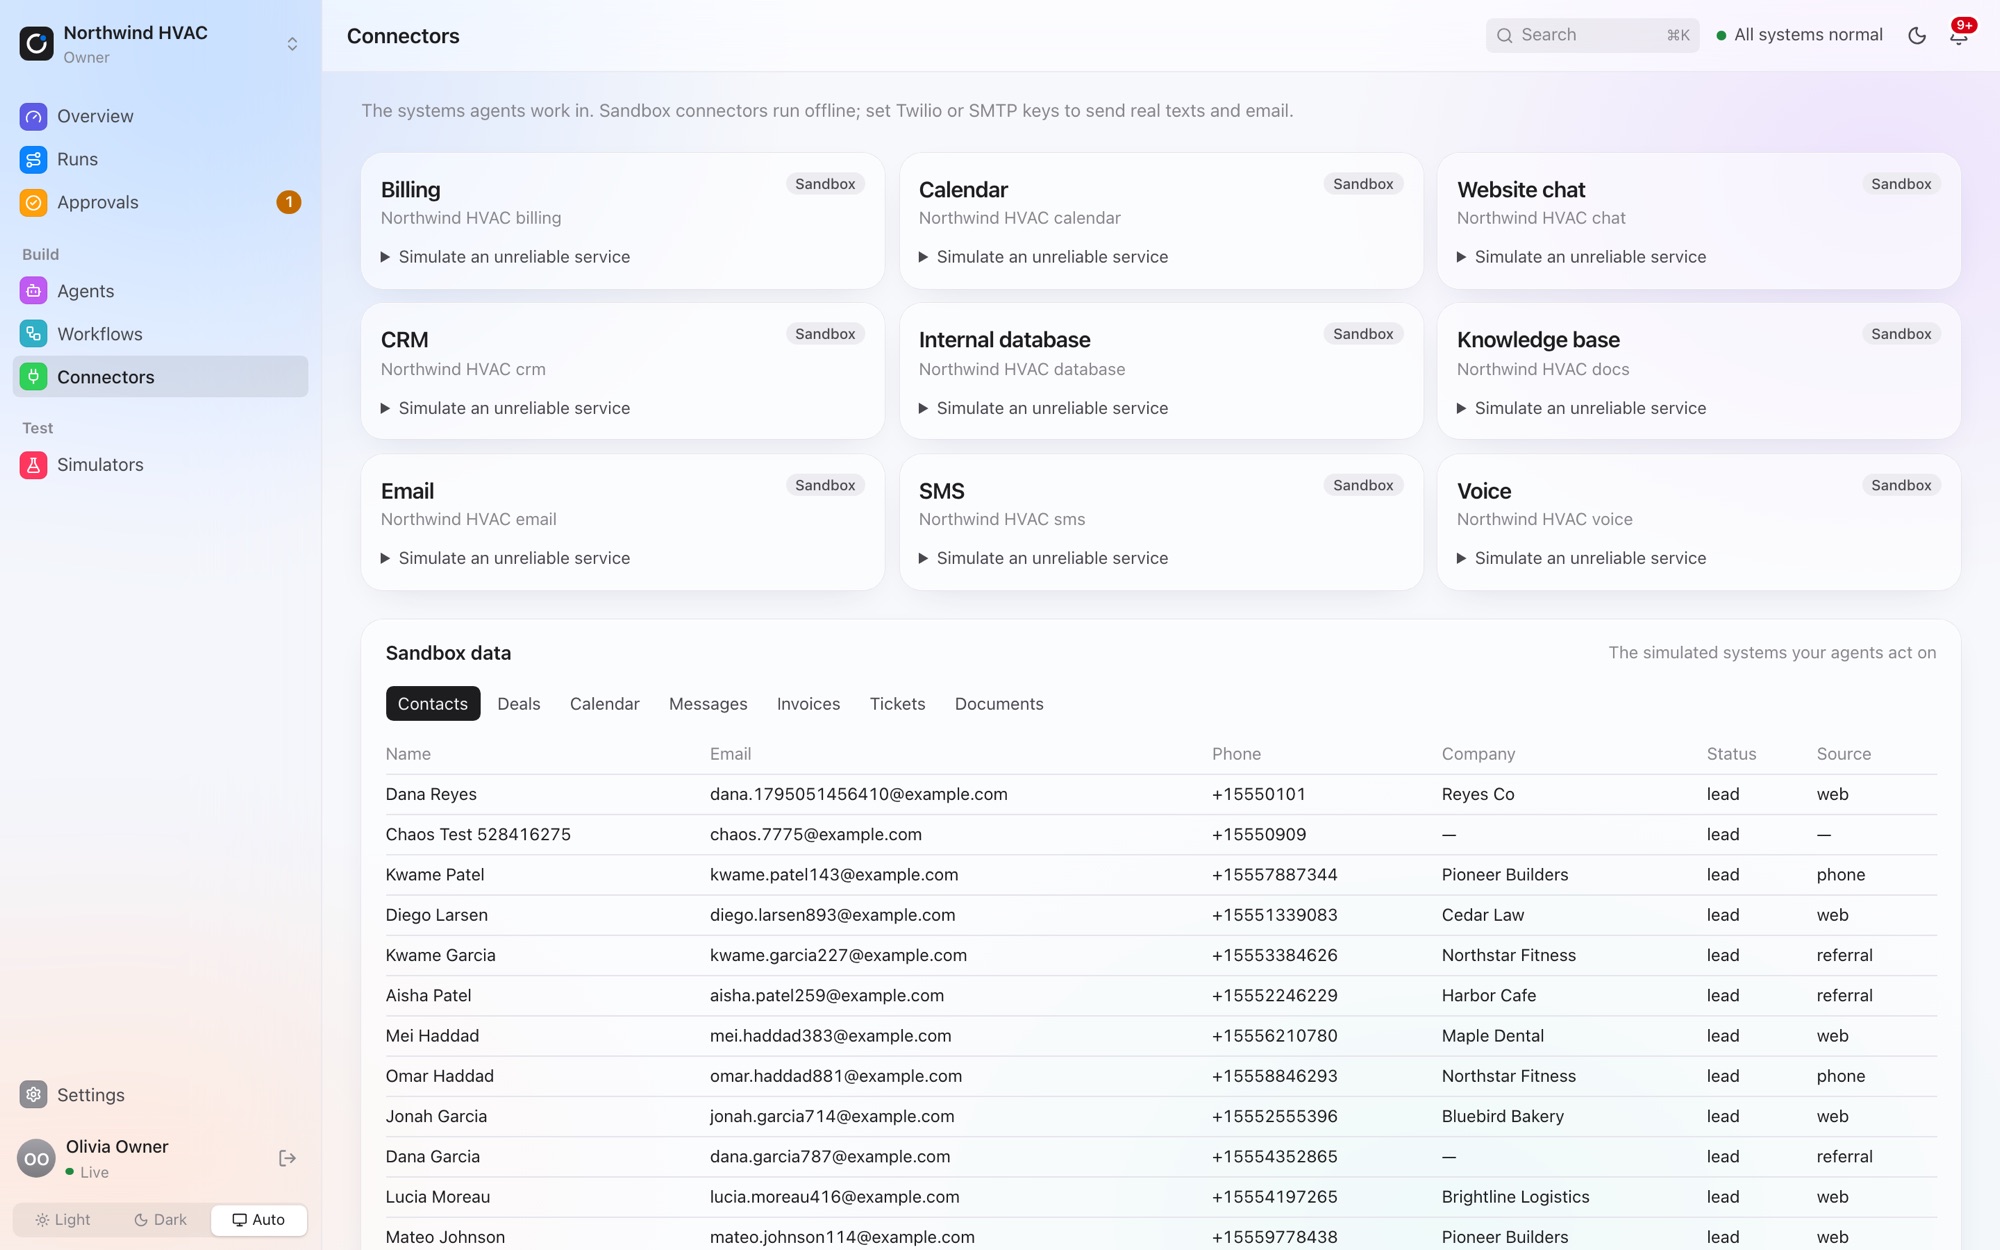 Northwind HVAC
Owner
Overview
Runs
Approvals 1
Build
Agents
Workflows
Connectors
Test
Simulators
Settings
OO Olivia Owner
Live
Light Dark Auto
Connectors
Search ⌘K All systems normal 9+
The systems agents work in. Sandbox connectors run offline; set Twilio or SMTP keys to send real texts and email.
Billing Sandbox
Northwind HVAC billing
Simulate an unreliable service
Calendar Sandbox
Northwind HVAC calendar
Simulate an unreliable service
Website chat Sandbox
Northwind HVAC chat
Simulate an unreliable service
CRM Sandbox
Northwind HVAC crm
Simulate an unreliable service
Internal database Sandbox
Northwind HVAC database
Simulate an unreliable service
Knowledge base Sandbox
Northwind HVAC docs
Simulate an unreliable service
Email Sandbox
Northwind HVAC email
Simulate an unreliable service
SMS Sandbox
Northwind HVAC sms
Simulate an unreliable service
Voice Sandbox
Northwind HVAC voice
Simulate an unreliable service
Sandbox data The simulated systems your agents act on
Contacts Deals Calendar Messages Invoices Tickets Documents
Name Email Phone Company Status Source
Dana Reyes dana.1795051456410@example.com +15550101 Reyes Co lead web
Chaos Test 528416275 chaos.7775@example.com +15550909 — lead —
Kwame Patel kwame.patel143@example.com +15557887344 Pioneer Builders lead phone
Diego Larsen diego.larsen893@example.com +15551339083 Cedar Law lead web
Kwame Garcia kwame.garcia227@example.com +15553384626 Northstar Fitness lead referral
Aisha Patel aisha.patel259@example.com +15552246229 Harbor Cafe lead referral
Mei Haddad mei.haddad383@example.com +15556210780 Maple Dental lead web
Omar Haddad omar.haddad881@example.com +15558846293 Northstar Fitness lead phone
Jonah Garcia jonah.garcia714@example.com +15552555396 Bluebird Bakery lead web
Dana Garcia dana.garcia787@example.com +15554352865 — lead referral
Lucia Moreau lucia.moreau416@example.com +15554197265 Brightline Logistics lead web
Mateo Johnson mateo.johnson114@example.com +15559778438 Pioneer Builders lead web